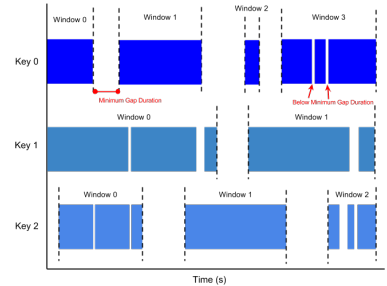 Window 0
Window 1
Window 2
Window 3
Key 0
Minimum Gap Duration
Below Minimum Gap Duration
Window 0
Window 1
Key 1
Window 0
Window 1
Window 2
Key 2
Time (s)